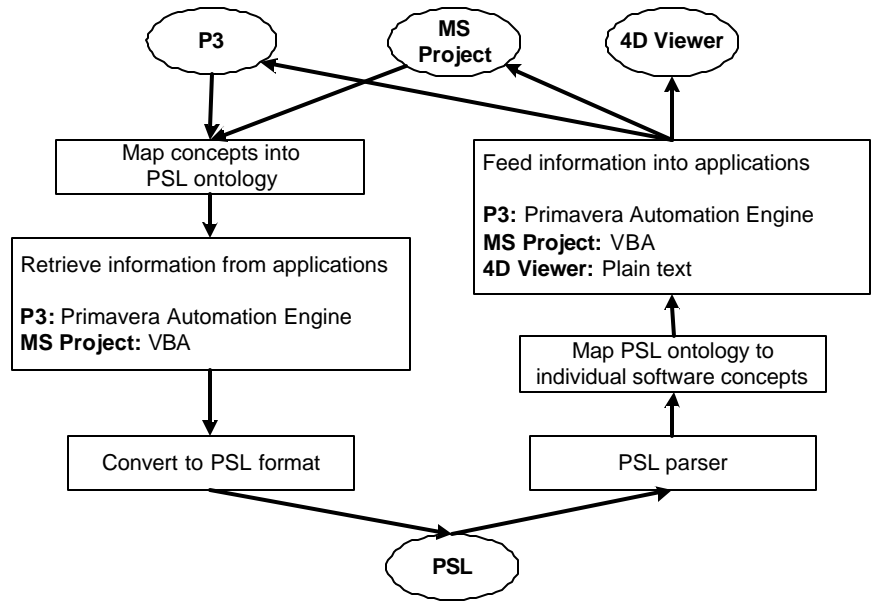 P3
MS
Project
4D Viewer
Map concepts into
PSL ontology
Feed information into applications
P3: Primavera Automation Engine
MS Project: VBA
4D Viewer: Plain text
Retrieve information from applications
P3: Primavera Automation Engine
MS Project: VBA
Map PSL ontology to
individual software concepts
Convert to PSL format
PSL parser
PSL